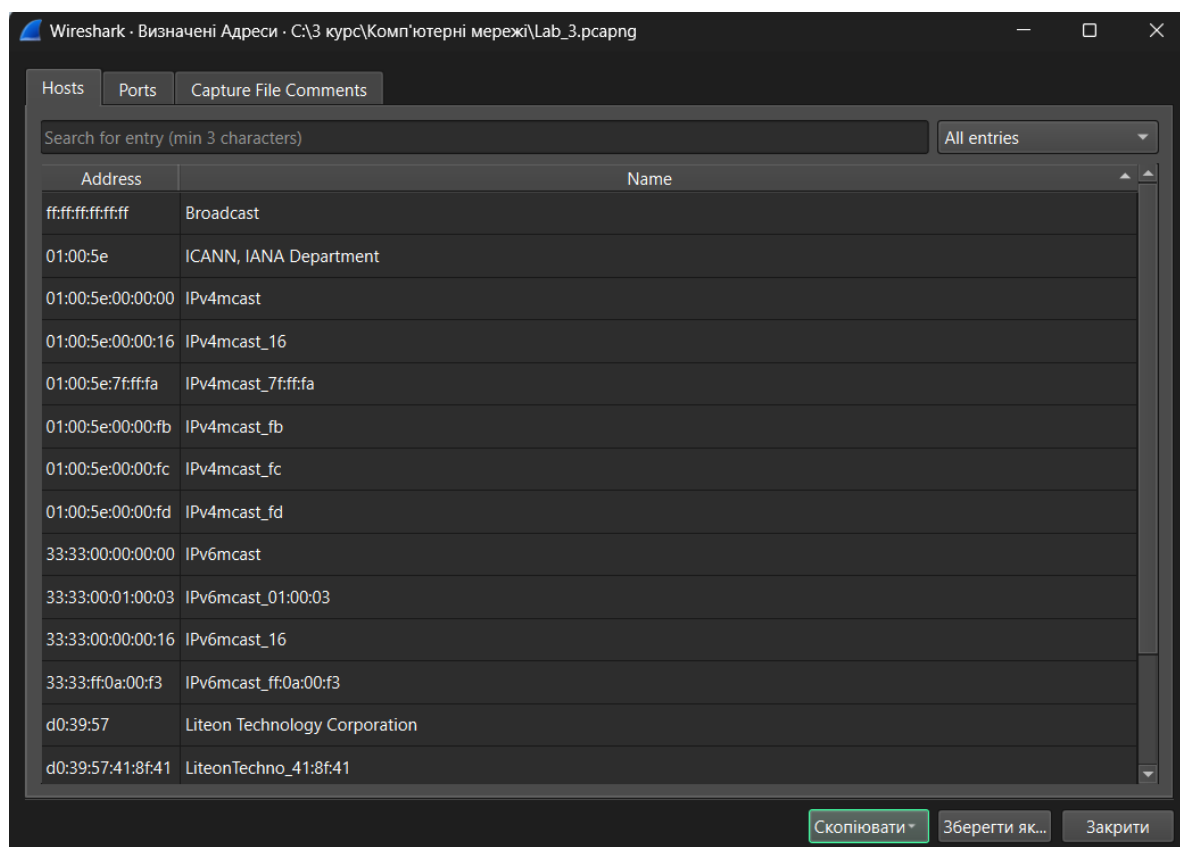 Wireshark · Визначені Адреси · C:\3 курс\Комп'ютерні мережі\Lab_3.pcapng
Hosts Ports Capture File Comments
Search for entry (min 3 characters) All entries
Address Name
ff:ff:ff:ff:ff:ff Broadcast
01:00:5e ICANN, IANA Department
01:00:5e:00:00:00 IPv4mcast
01:00:5e:00:00:16 IPv4mcast_16
01:00:5e:7f:ff:fa IPv4mcast_7f:ff:fa
01:00:5e:00:00:fb IPv4mcast_fb
01:00:5e:00:00:fc IPv4mcast_fc
01:00:5e:00:00:fd IPv4mcast_fd
33:33:00:00:00:00 IPv6mcast
33:33:00:01:00:03 IPv6mcast_01:00:03
33:33:00:00:00:16 IPv6mcast_16
33:33:ff:0a:00:f3 IPv6mcast_ff:0a:00:f3
d0:39:57 Liteon Technology Corporation
d0:39:57:41:8f:41 LiteonTechno_41:8f:41
Скопіювати Зберегти як... Закрити